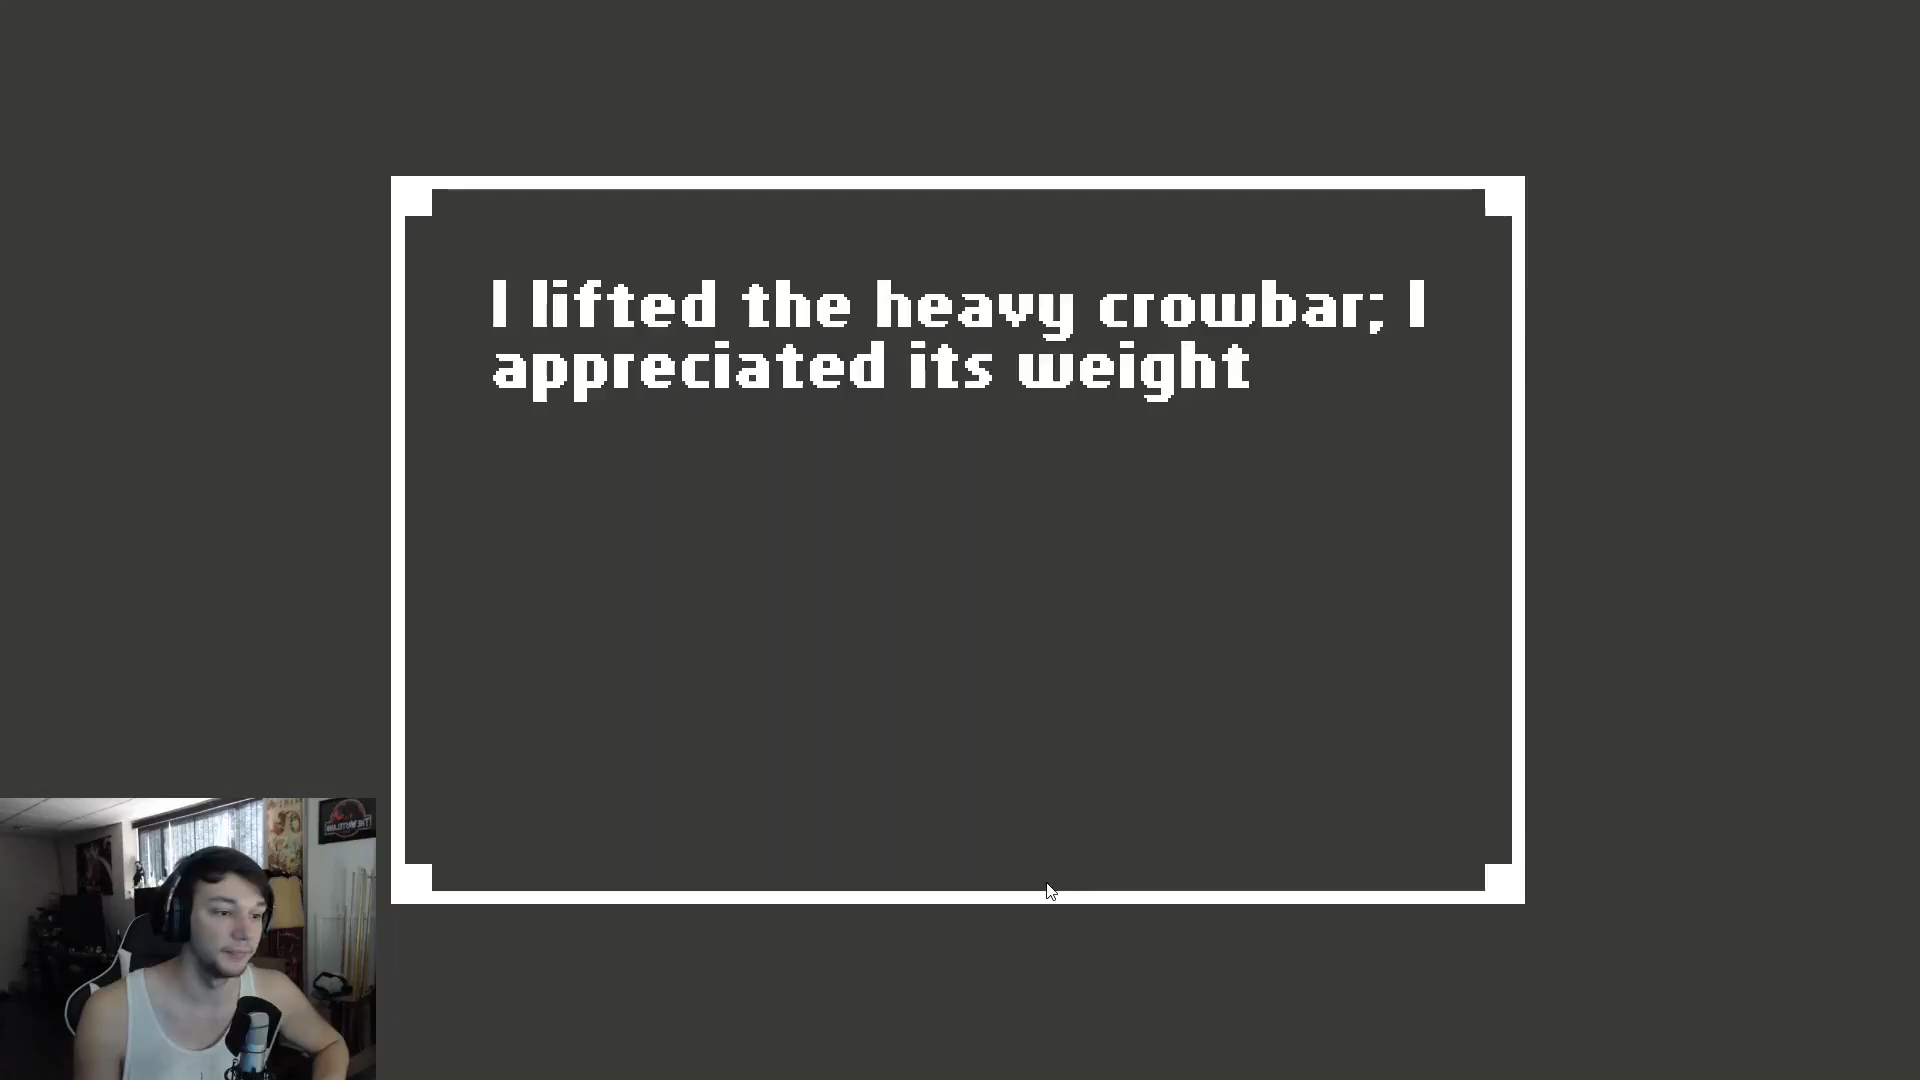 I lifted the heavy crowbar; I
appreciated its weight